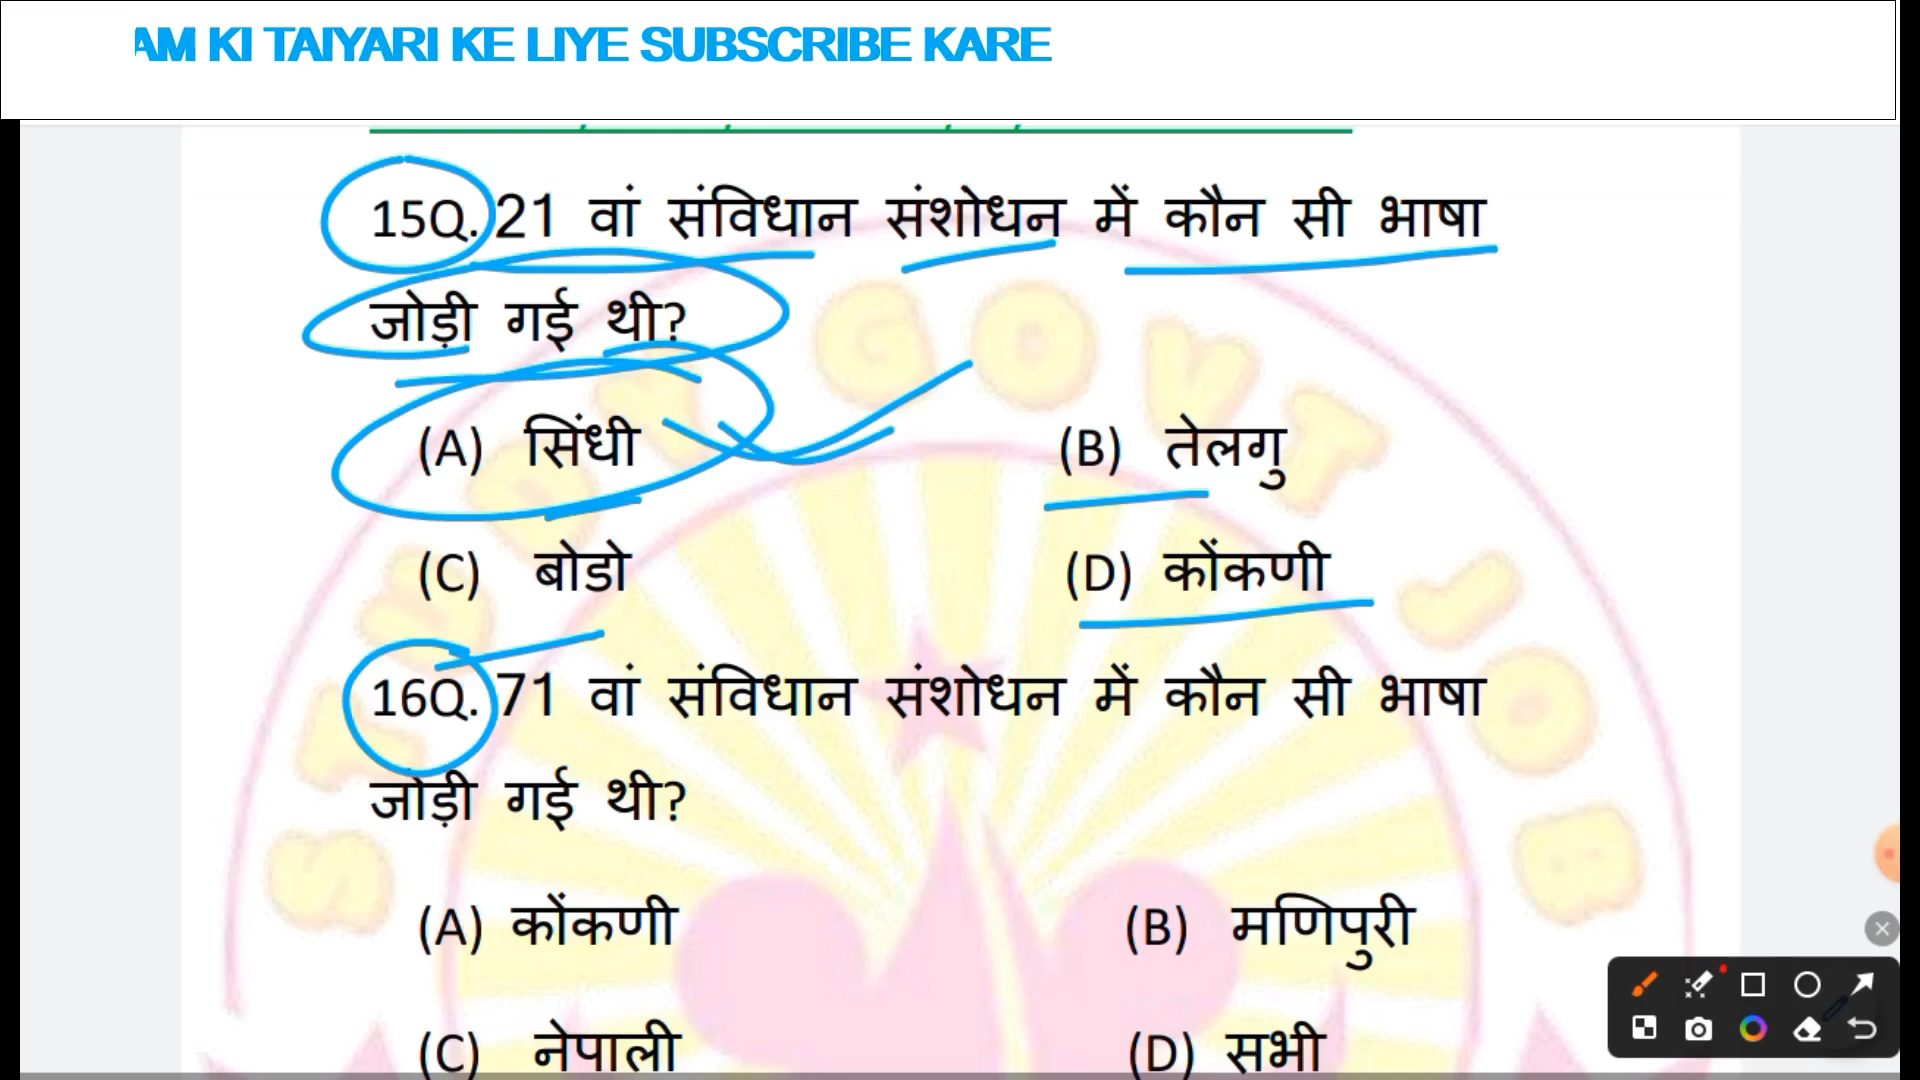 AM KI TAIYARI KE LIYE SUBSCRIBE KARE
15Q. 21 वां संविधान संशोधन में कौन सी भाषा
जोड़ी गई थी?
(A) सिंधी (B) तेलगु
(C) बोडो (D) कोंकणी
16Q. 71 वां संविधान संशोधन में कौन सी भाषा
जोड़ी गई थी?
(A) कोंकणी (B) मणिपुरी
(C) नेपाली (D) सभी